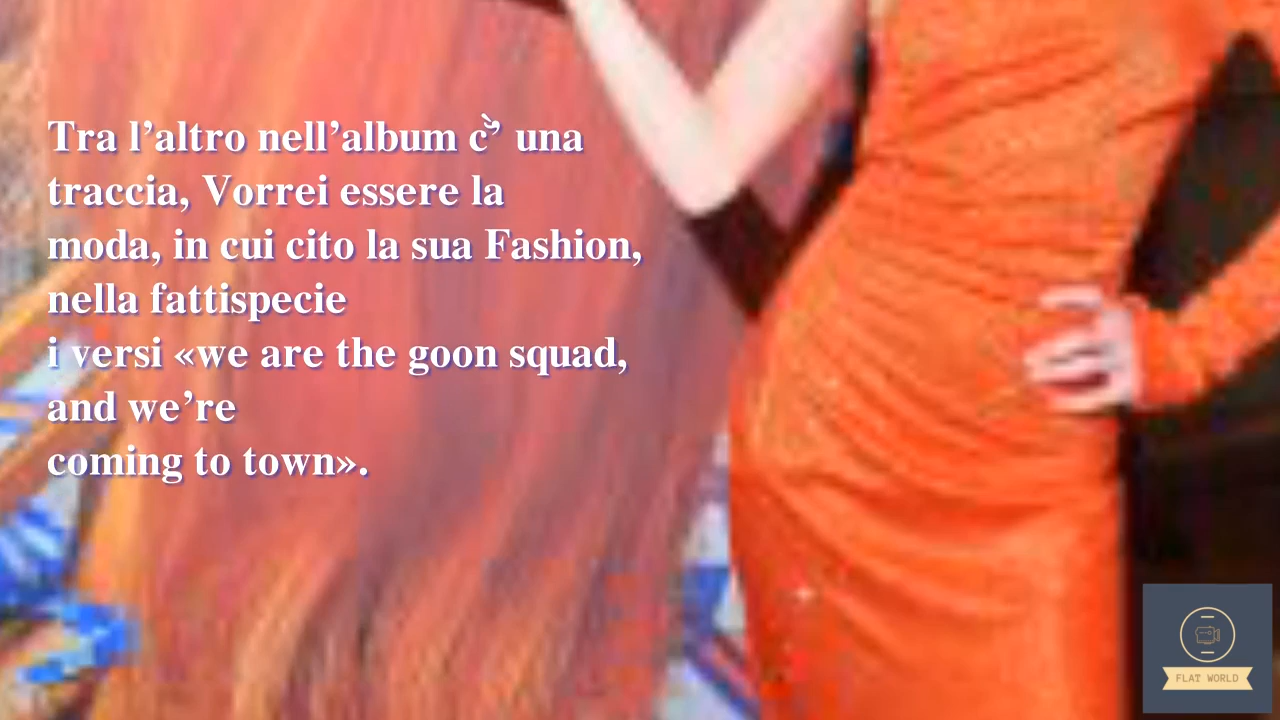 Tra l’altro nell’album c’̀ una
traccia, Vorrei essere la
moda, in cui cito la sua Fashion,
nella fattispecie
i versi «we are the goon squad,
and we’re
coming to town».
FLAT WORLD